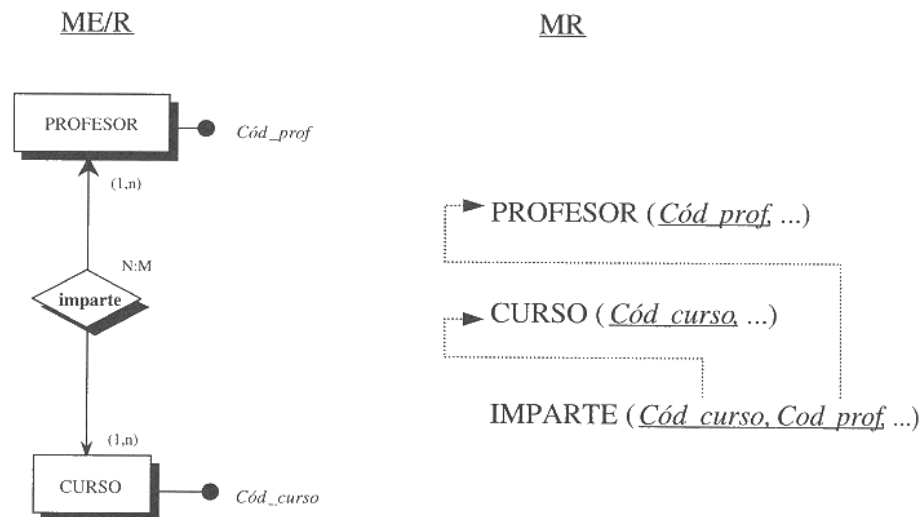 ME/R
MR
PROFESOR
Cód_prof
(1,n)
N:M
imparte
(1,n)
CURSO
Cód_curso
PROFESOR (Cód_prof, ...)
CURSO (Cód_curso, ...)
IMPARTE (Cód_curso, Cod_prof, ...)